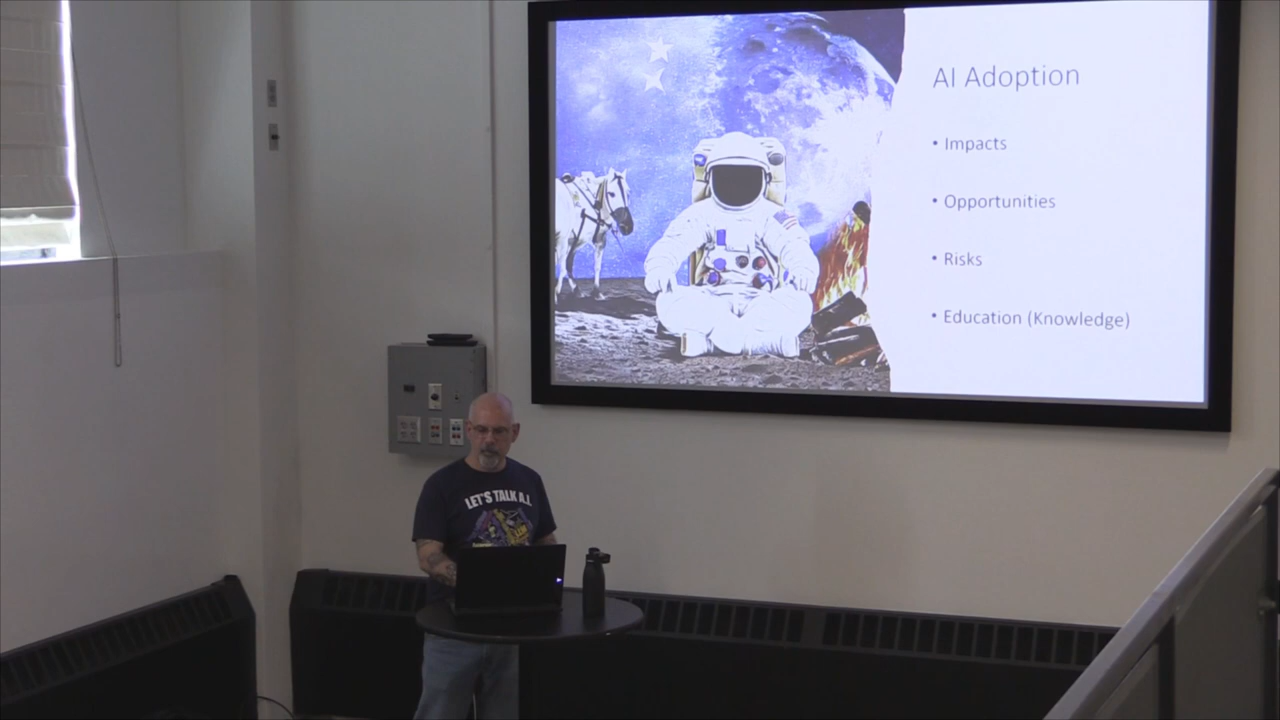 AI Adoption
• Impacts
• Opportunities
• Risks
• Education (Knowledge)
LET'S TALK A.I.